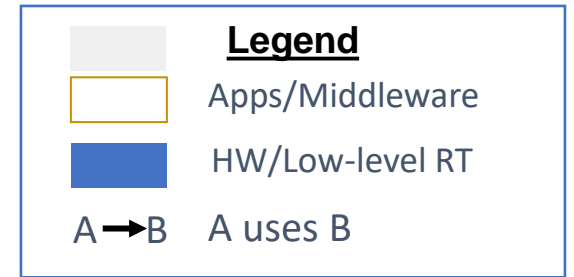 Legend
Apps/Middleware
HW/Low-level RT
A→B A uses B